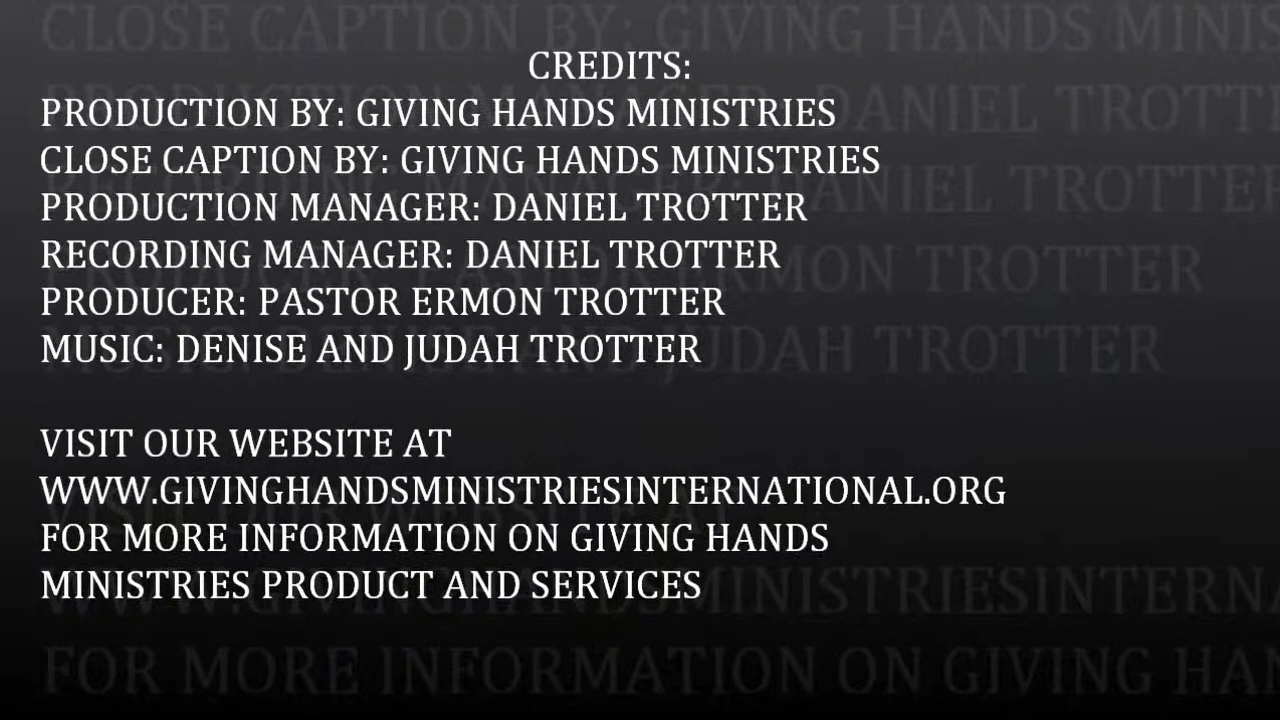 CREDITS:
PRODUCTION BY: GIVING HANDS MINISTRIES
CLOSE CAPTION BY: GIVING HANDS MINISTRIES
PRODUCTION MANAGER: DANIEL TROTTER
RECORDING MANAGER: DANIEL TROTTER
PRODUCER: PASTOR ERMON TROTTER
MUSIC: DENISE AND JUDAH TROTTER
VISIT OUR WEBSITE AT
WWW.GIVINGHANDSMINISTRIESINTERNATIONAL.ORG
FOR MORE INFORMATION ON GIVING HANDS
MINISTRIES PRODUCT AND SERVICES